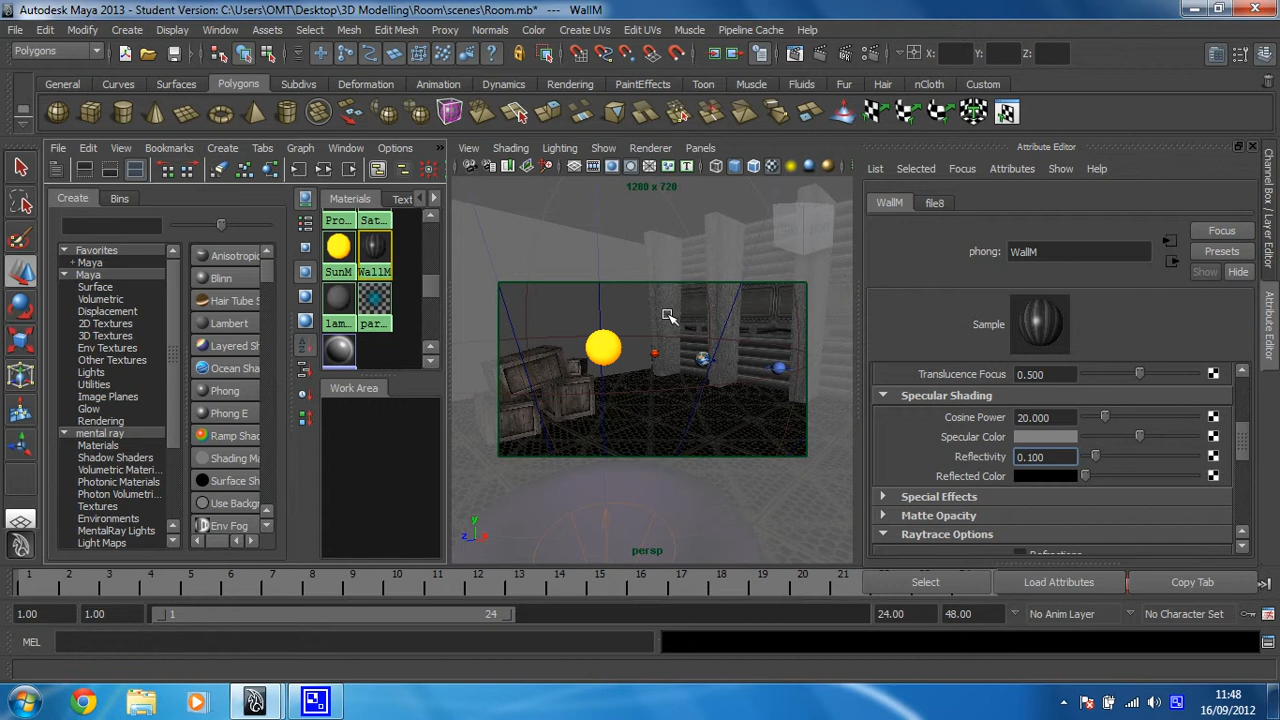 Autodesk Maya 2013 - Student Version: C:\Users\OMT\Desktop\3D Modelling\Room\scenes\Room.mb* --- WallM
File Edit Modify Create Display Window Assets Select Mesh Edit Mesh Proxy Normals Color Create UVs Edit UVs Muscle Pipeline Cache Help
Polygons X: Y: Z:
General Curves Surfaces Polygons Subdivs Deformation Animation Dynamics Rendering PaintEffects Toon Muscle Fluids Fur Hair nCloth Custom
File Edit View Bookmarks Create Tabs Graph Window Options »
View Shading Lighting Show Renderer Panels
Attribute Editor
List Selected Focus Attributes Show Help
Create Bins
Materials Text
1280 x 720
WallM file8
Pro... Sat...
SunM WallM
lam... par...
Work Area
Favorites
Maya
Maya
Surface
Volumetric
Displacement
2D Textures
3D Textures
Env Textures
Other Textures
Lights
Utilities
Image Planes
Glow
Rendering
mental ray
Materials
Shadow Shaders
Volumetric Materi...
Photonic Materials
Photon Volumetri...
Textures
Environments
MentalRay Lights
Light Maps
Anisotropic
Blinn
Hair Tube S
Lambert
Layered Sh
Ocean Sha
Phong
Phong E
Ramp Shad
Shading Ma
Surface Sh
Use Backgr
Env Fog
persp
y
z x
Focus
phong: WallM
Presets
Show Hide
Sample
Translucence Focus 0.500
Specular Shading
Cosine Power 20.000
Specular Color
Reflectivity 0.100
Reflected Color
Special Effects
Matte Opacity
Raytrace Options
Refractions
Select Load Attributes Copy Tab
Channel Box / Layer Editor
Attribute Editor
1 2 3 4 5 6 7 8 9 10 11 12 13 14 15 16 17 18 19 20 21
1.00 1.00 1 24 24.00 48.00 No Anim Layer No Character Set
MEL
11:48
16/09/2012